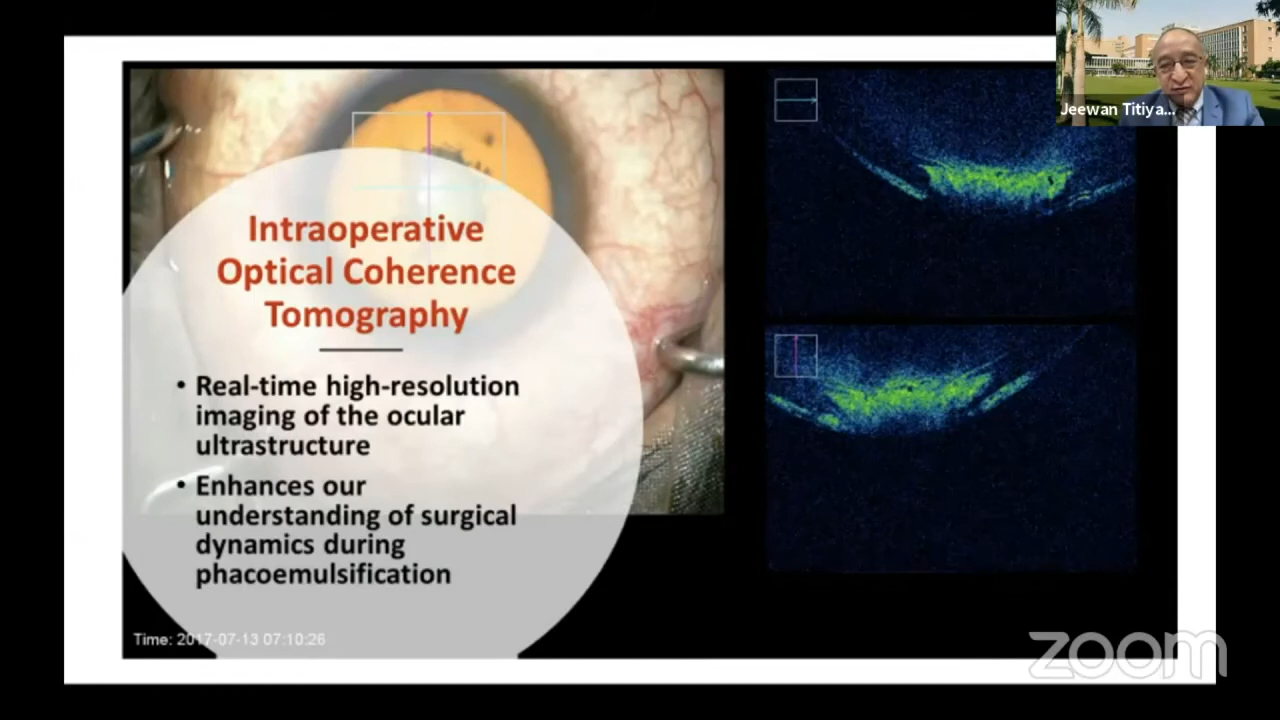 Jeewan Titiya...
Intraoperative
Optical Coherence
Tomography
• Real-time high-resolution
imaging of the ocular
ultrastructure
• Enhances our
understanding of surgical
dynamics during
phacoemulsification
Time: 2017-07-13 07:10:26
zoom